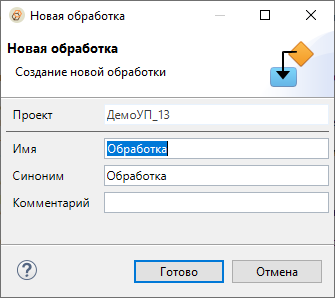 Новая обработка
Новая обработка
Создание новой обработки
Проект ДемоУП_13
Имя Обработка
Синоним Обработка
Комментарий
? Готово Отмена